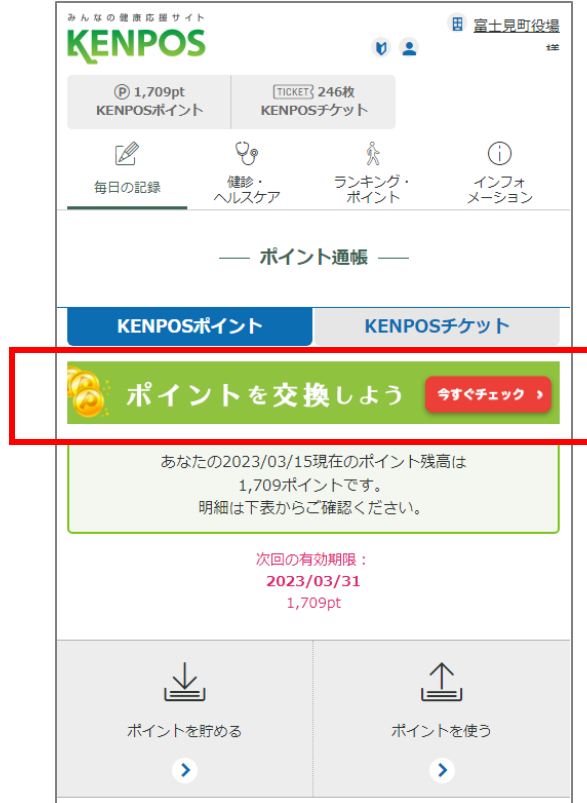 みんなの健康応援サイト
KENPOS
富士見町役場
様
Ⓟ 1,709pt
KENPOSポイント
TICKET 246枚
KENPOSチケット
毎日の記録
健診・
ヘルスケア
ランキング・
ポイント
インフォ
メーション
ポイント通帳
KENPOSポイント
KENPOSチケット
ポイントを交換しよう
今すぐチェック
あなたの2023/03/15現在のポイント残高は
1,709ポイントです。
明細は下表からご確認ください。
次回の有効期限：
2023/03/31
1,709pt
ポイントを貯める
ポイントを使う